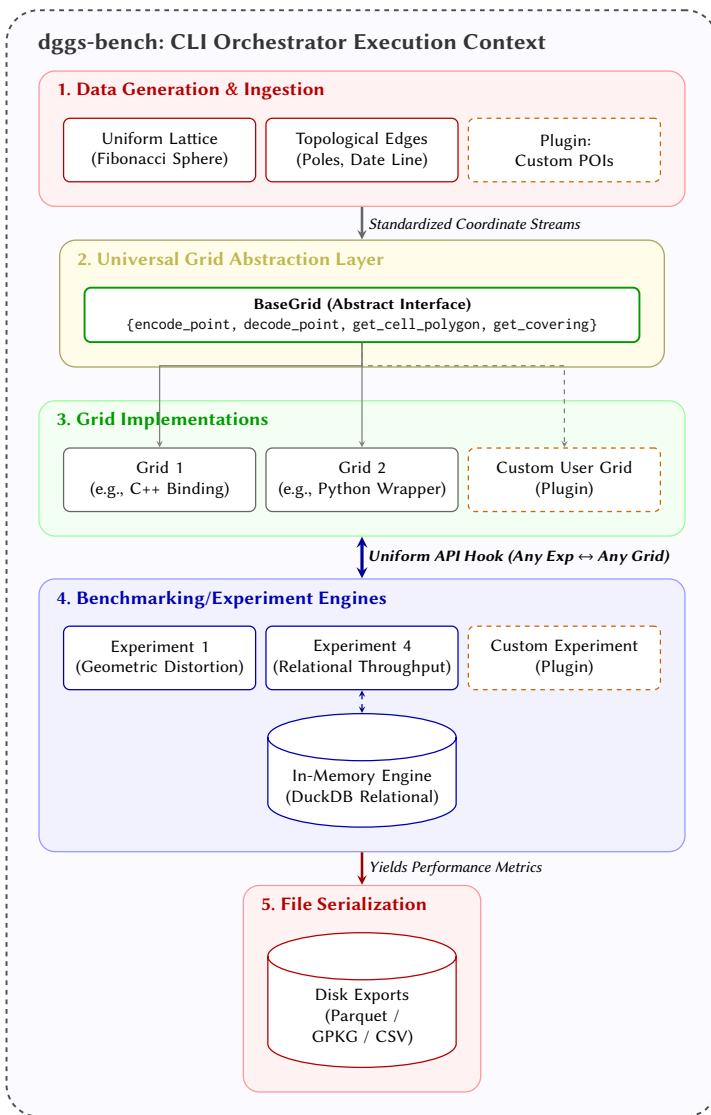 dggs-bench: CLI Orchestrator Execution Context
1. Data Generation & Ingestion
Uniform Lattice
(Fibonacci Sphere)
Topological Edges
(Poles, Date Line)
Plugin:
Custom POIs
Standardized Coordinate Streams
2. Universal Grid Abstraction Layer
BaseGrid (Abstract Interface)
{encode_point, decode_point, get_cell_polygon, get_covering}
3. Grid Implementations
Grid 1
(e.g., C++ Binding)
Grid 2
(e.g., Python Wrapper)
Custom User Grid
(Plugin)
Uniform API Hook (Any Exp ↔ Any Grid)
4. Benchmarking/Experiment Engines
Experiment 1
(Geometric Distortion)
Experiment 4
(Relational Throughput)
Custom Experiment
(Plugin)
In-Memory Engine
(DuckDB Relational)
Yields Performance Metrics
5. File Serialization
Disk Exports
(Parquet /
GPKG / CSV)